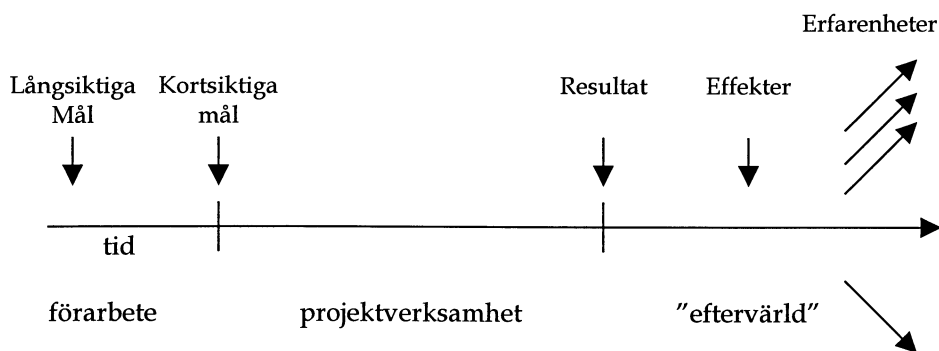 Erfarenheter
Långsiktiga
Mål
Kortsiktiga
mål
Resultat
Effekter
tid
förarbete
projektverksamhet
”eftervärld”